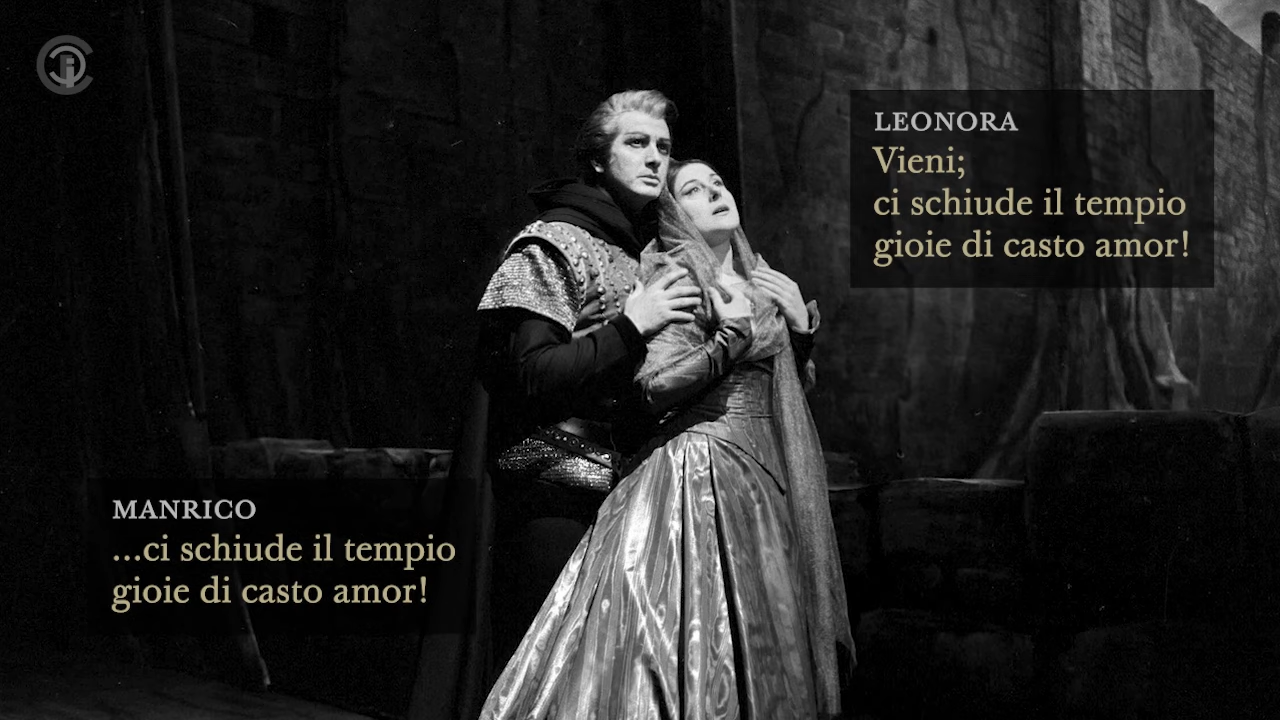 LEONORA
Vieni;
ci schiude il tempio
gioie di casto amor!
MANRICO
...ci schiude il tempio
gioie di casto amor!